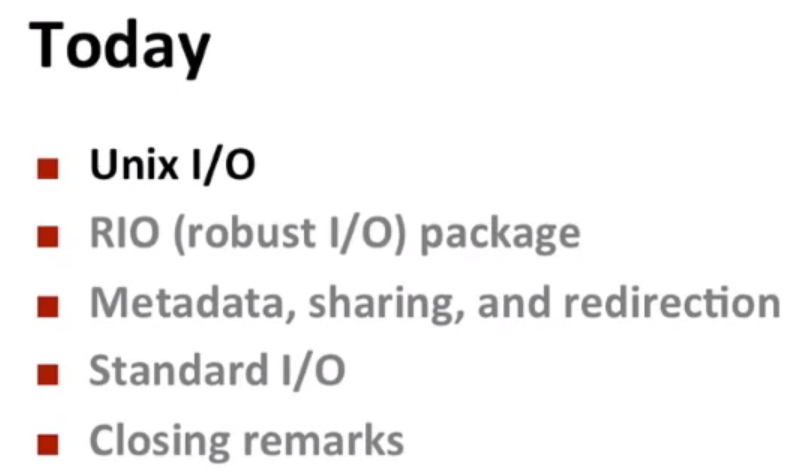 Today
Unix I/O
RIO (robust I/O) package
Metadata, sharing, and redirection
Standard I/O
Closing remarks